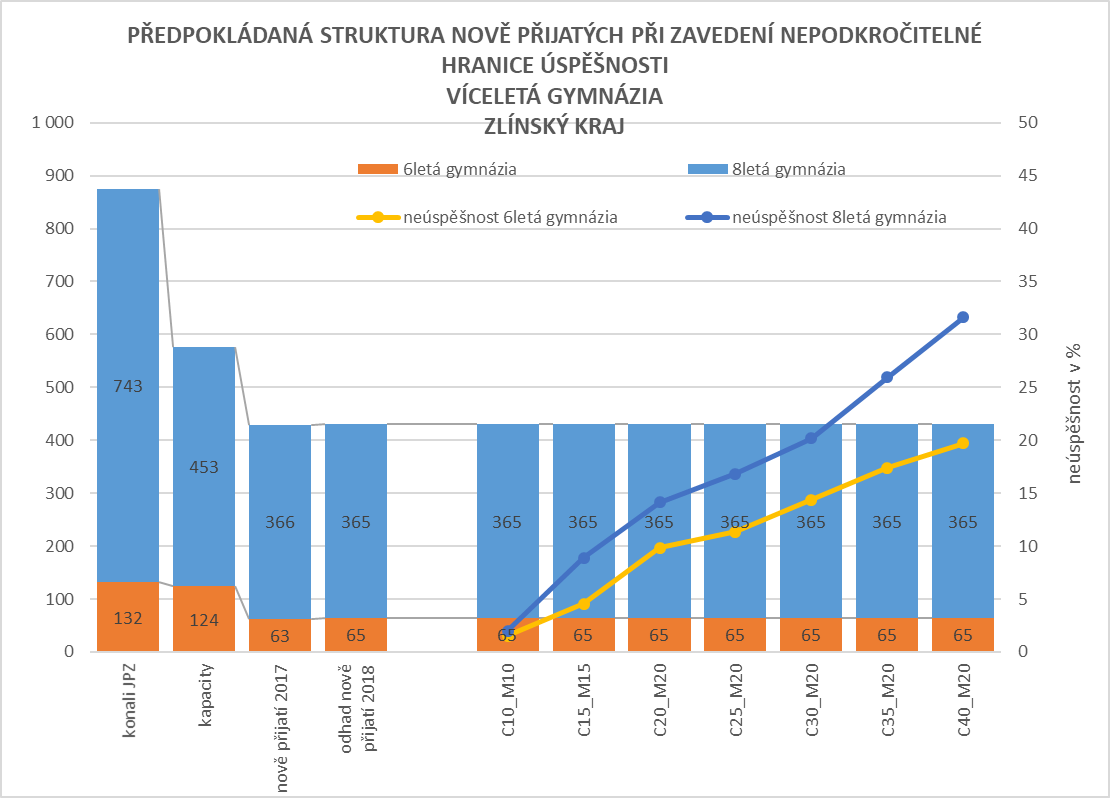 PŘEDPOKLÁDANÁ STRUKTURA NOVĚ PŘIJATÝCH PŘI ZAVEDENÍ NEPODKROČITELNÉ
HRANICE ÚSPĚŠNOSTI
VÍCELETÁ GYMNÁZIA
ZLÍNSKÝ KRAJ
6letá gymnázia
8letá gymnázia
neúspěšnost 6letá gymnázia
neúspěšnost 8letá gymnázia
1 000
900
800
700
600
500
400
300
200
100
0
50
45
40
35
30
25
20
15
10
5
0
neúspěšnost v %
743
453
366
365
365
365
365
365
365
365
365
132
124
63
65
65
65
65
65
65
65
65
konali JPZ
kapacity
nově přijatí 2017
odhad nově
přijatí 2018
C10_M10
C15_M15
C20_M20
C25_M20
C30_M20
C35_M20
C40_M20